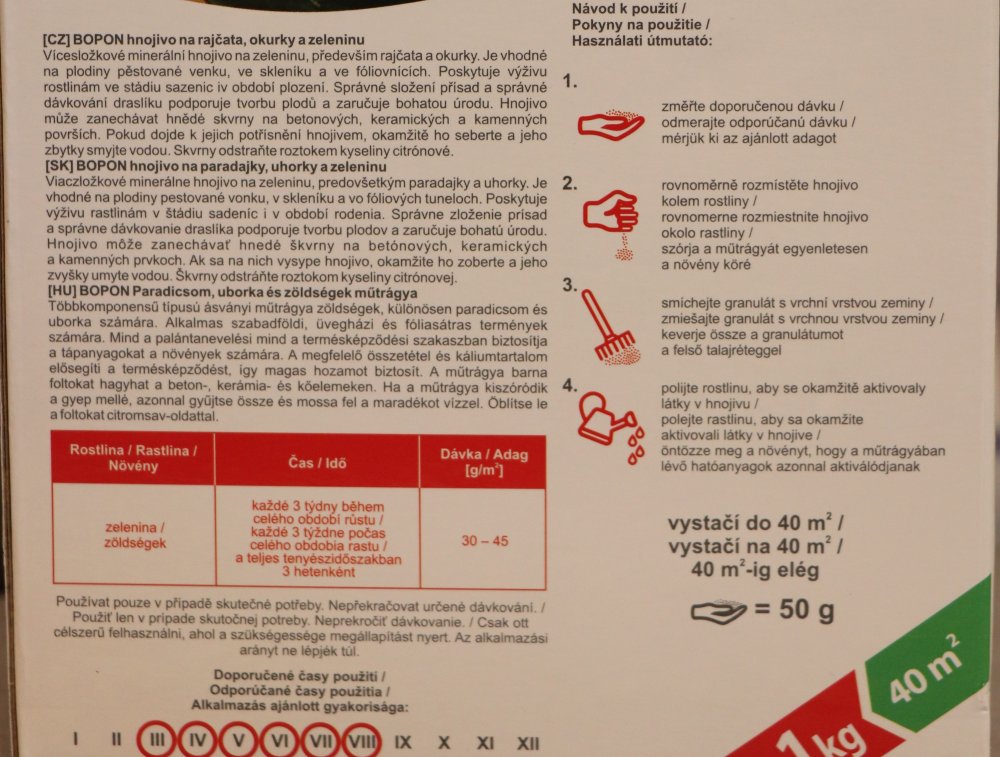 [CZ] BOPON hnojivo na rajčata, okurky a zeleninu
Vícesložkové minerální hnojivo na zeleninu, především rajčata a okurky. Je vhodné
na plodiny pěstované venku, ve skleníku a ve fóliovnících. Poskytuje výživu
rostlinám ve stádiu sazenic iv období plození. Správné složení přísad a správné
dávkování draslíku podporuje tvorbu plodů a zaručuje bohatou úrodu. Hnojivo
může zanechávat hnědé skvrny na betonových, keramických a kamenných
površích. Pokud dojde k jejich potřísnění hnojivem, okamžitě ho seberte a jeho
zbytky smyjte vodou. Skvrny odstraňte roztokem kyseliny citrónové.
[SK] BOPON hnojivo na paradajky, uhorky a zeleninu
Viaczložkové minerálne hnojivo na zeleninu, predovšetkým paradajky a uhorky. Je
vhodné na plodiny pestované vonku, v skleníku a vo fóliových tuneloch. Poskytuje
výživu rastlinám v štádiu sadeníc i v období rodenia. Správne zloženie prísad
a správne dávkovanie draslíka podporuje tvorbu plodov a zaručuje bohatú úrodu.
Hnojivo môže zanechávať hnedé škvrny na betónových, keramických
a kamenných prvkoch. Ak sa na nich vysype hnojivo, okamžite ho zoberte a jeho
zvyšky umyte vodou. Škvrny odstráňte roztokom kyseliny citrónovej.
[HU] BOPON Paradicsom, uborka és zöldségek műtrágya
Többkomponensű típusú ásványi műtrágya zöldségek, különösen paradicsom és
uborka számára. Alkalmas szabadföldi, üvegházi és fóliasátras termények
számára. Mind a palántanevelési mind a termésképződési szakaszban biztosítja
a tápanyagokat a növények számára. A megfelelő összetétel és káliumtartalom
elősegíti a termésképződést, így magas hozamot biztosít. A műtrágya barna
foltokat hagyhat a beton-, kerámia- és kőelemeken. Ha a műtrágya kiszóródik
a gyep mellé, azonnal gyűjtse össze és mossa fel a maradékot vízzel. Öblítse le
a foltokat citromsav-oldattal.
Rostlina / Rastlina /
Növény
Čas / Idő
Dávka / Adag
[g/m²]
zelenina /
zöldségek
každé 3 týdny během
celého období růstu /
každé 3 týždne počas
celého obdobia rastu /
a teljes tenyészidőszakban
3 hetenként
30 – 45
Používat pouze v případě skutečné potřeby. Nepřekračovat určené dávkování. /
Použiť len v prípade skutočnej potreby. Neprekročiť dávkovanie. / Csak ott
célszerű felhasználni, ahol a szükségessége megállapítást nyert. Az alkalmazási
arányt ne lépjék túl.
Doporučené časy použití /
Odporúčané časy použitia /
Alkalmazás ajánlott gyakorisága:
I II III IV V VI VII VIII IX X XI XII
Návod k použití /
Pokyny na použitie /
Használati útmutató:
1.
změřte doporučenou dávku /
odmerajte odporúčanú dávku /
mérjük ki az ajánlott adagot
2.
rovnoměrně rozmístěte hnojivo
kolem rostliny /
rovnomerne rozmiestnite hnojivo
okolo rastliny /
szórja a műtrágyát egyenletesen
a növény köré
3.
smíchejte granulát s vrchní vrstvou zeminy /
zmiešajte granulát s vrchnou vrstvou zeminy /
keverje össze a granulátumot
a felső talajréteggel
4.
polijte rostlinu, aby se okamžitě aktivovaly
látky v hnojivu /
polejte rastlinu, aby sa okamžite
aktivovali látky v hnojive /
öntözze meg a növényt, hogy a műtrágyában
lévő hatóanyagok azonnal aktiválódjanak
vystačí do 40 m² /
vystačí na 40 m² /
40 m²-ig elég
= 50 g
40 m²
1 kg